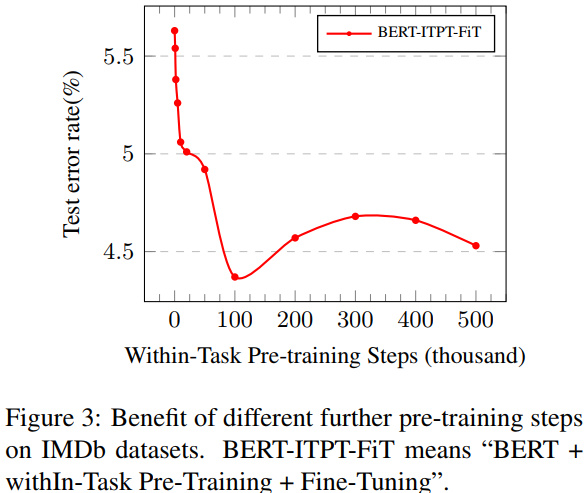 BERT-ITPT-FiT
5.5
5
4.5
Test error rate(%)
0 100 200 300 400 500
Within-Task Pre-training Steps (thousand)
Figure 3: Benefit of different further pre-training steps
on IMDb datasets. BERT-ITPT-FiT means “BERT +
withIn-Task Pre-Training + Fine-Tuning”.